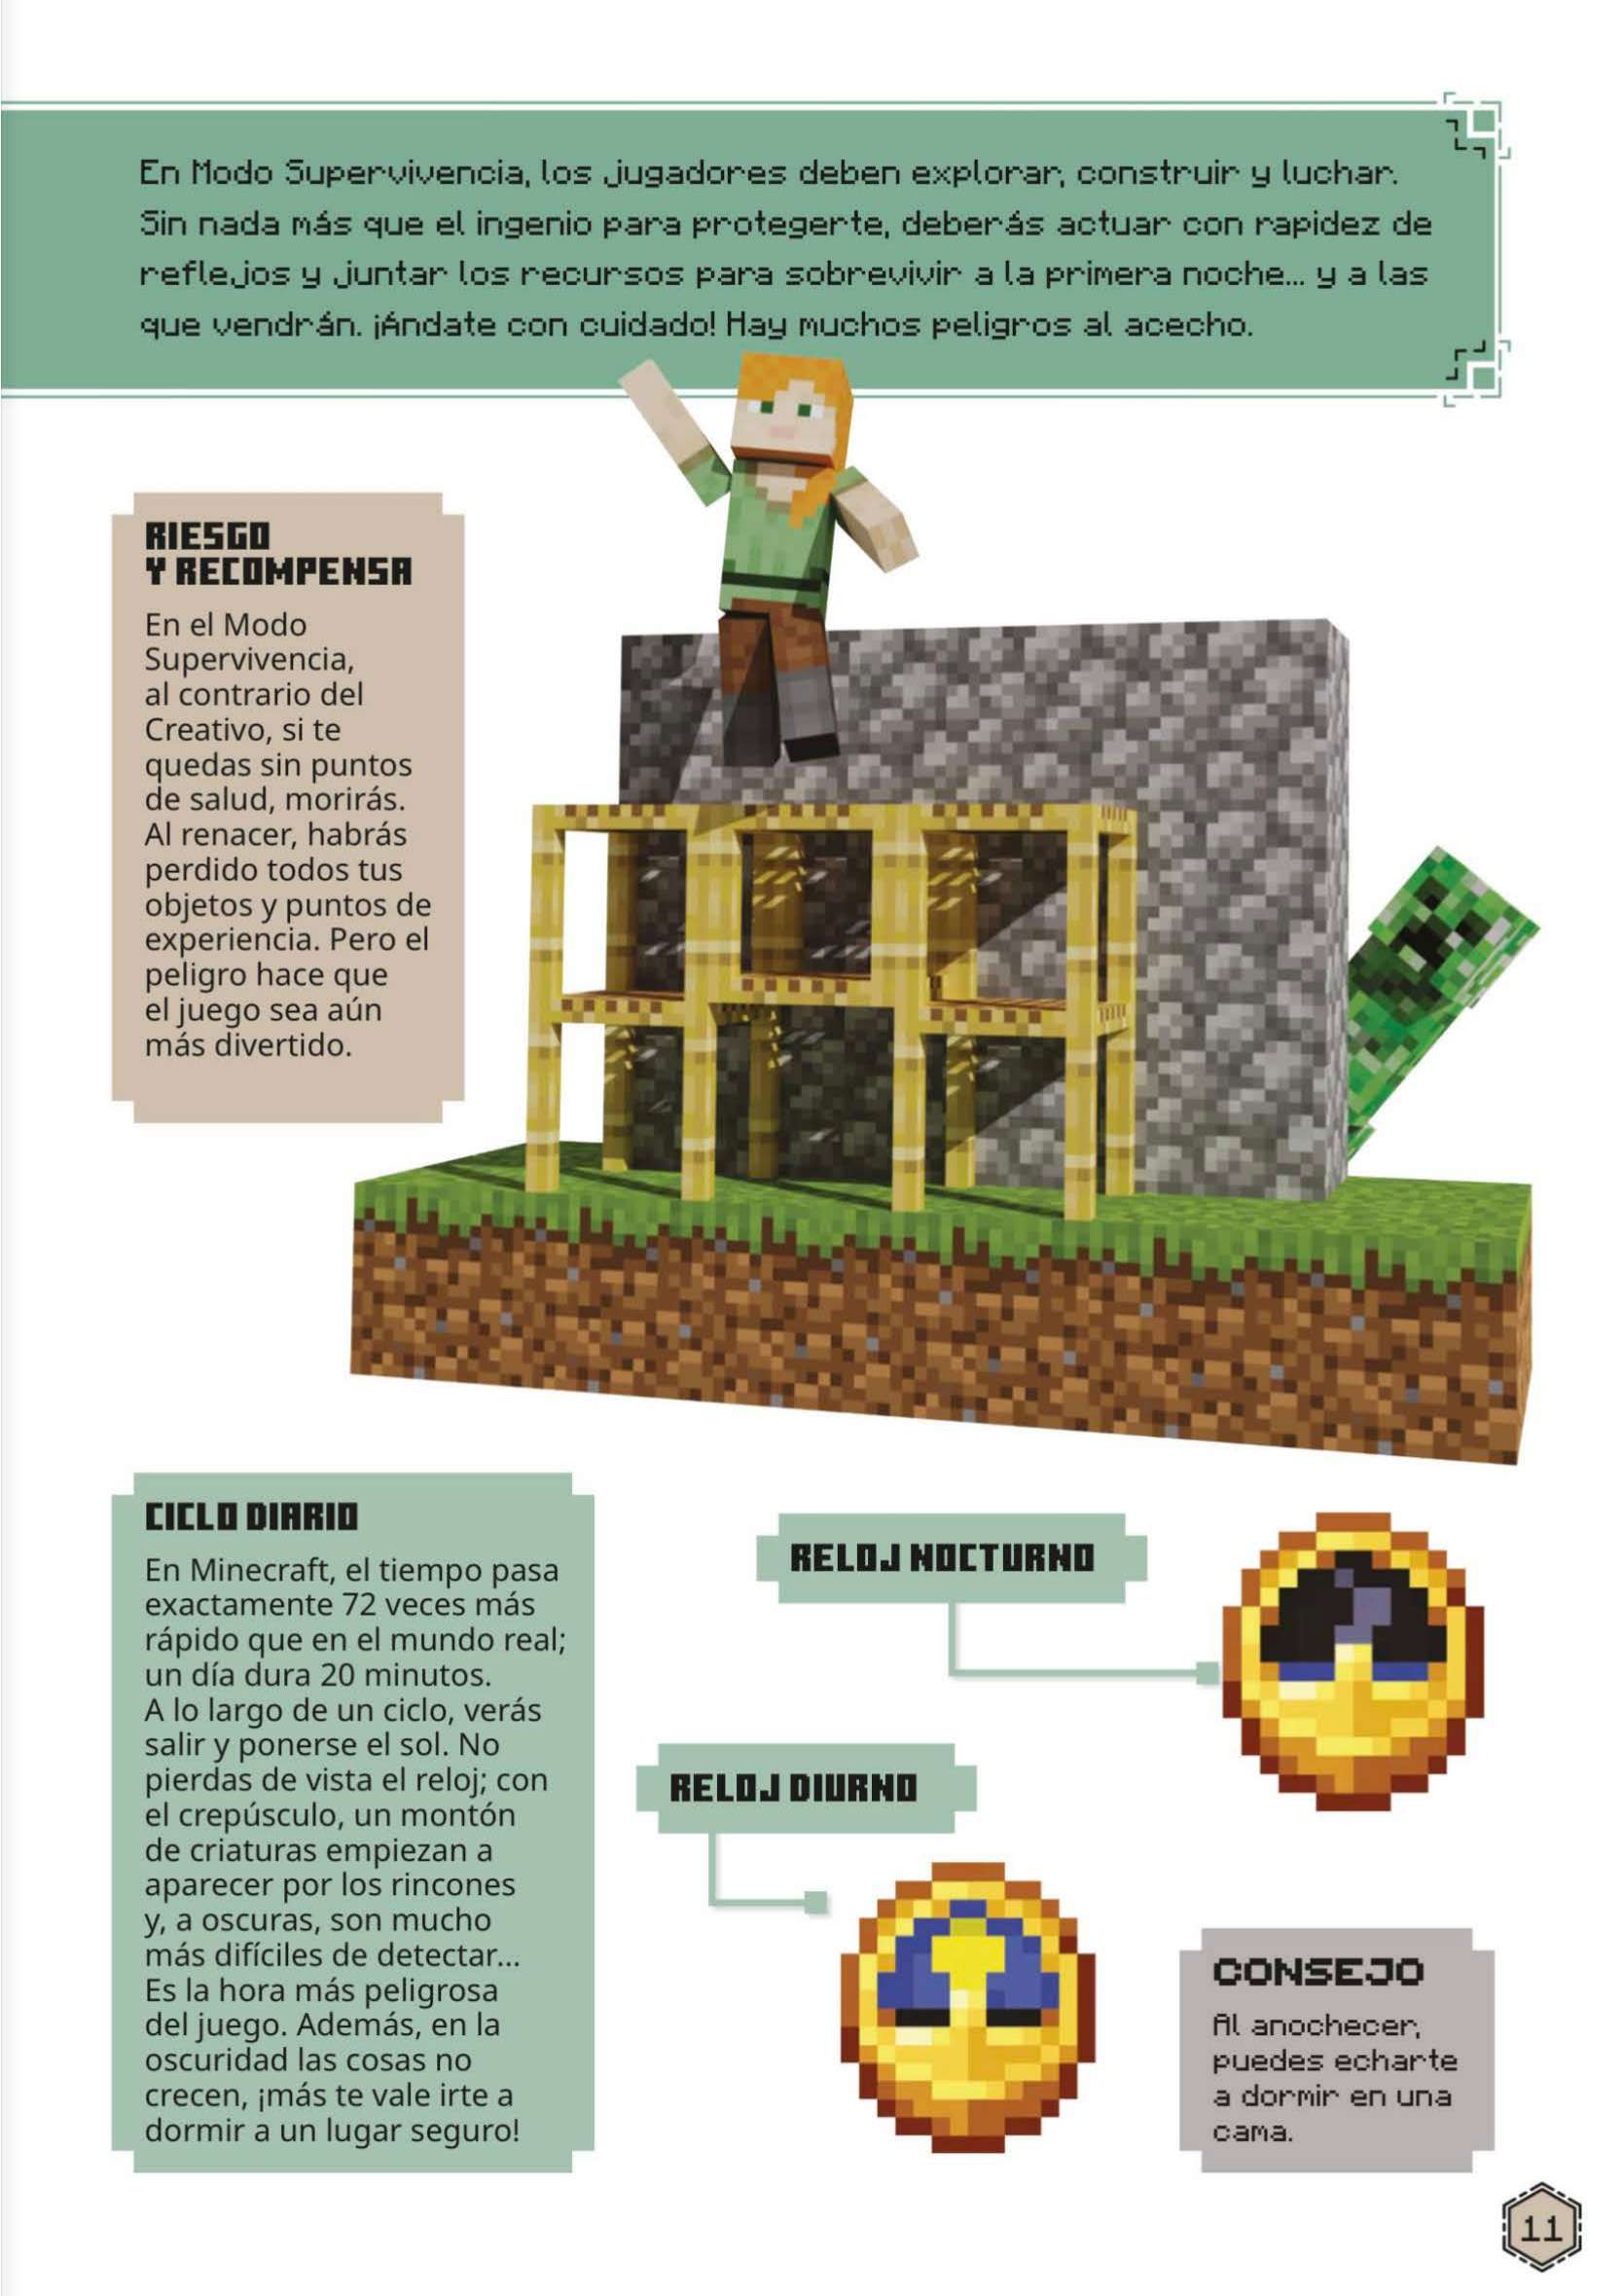 En Modo Supervivencia, los jugadores deben explorar, construir y luchar.
Sin nada más que el ingenio para protegerte, deberás actuar con rapidez de
reflejos y juntar los recursos para sobrevivir a la primera noche... y a las
que vendrán. ¡Ándate con cuidado! Hay muchos peligros al acecho.
RIESGO
Y RECOMPENSA
En el Modo
Supervivencia,
al contrario del
Creativo, si te
quedas sin puntos
de salud, morirás.
Al renacer, habrás
perdido todos tus
objetos y puntos de
experiencia. Pero el
peligro hace que
el juego sea aún
más divertido.
CICLO DIARIO
En Minecraft, el tiempo pasa
exactamente 72 veces más
rápido que en el mundo real;
un día dura 20 minutos.
A lo largo de un ciclo, verás
salir y ponerse el sol. No
pierdas de vista el reloj; con
el crepúsculo, un montón
de criaturas empiezan a
aparecer por los rincones
y, a oscuras, son mucho
más difíciles de detectar...
Es la hora más peligrosa
del juego. Además, en la
oscuridad las cosas no
crecen, ¡más te vale irte a
dormir a un lugar seguro!
RELOJ NOCTURNO
RELOJ DIURNO
CONSEJO
Al anochecer,
puedes echarte
a dormir en una
cama.
11